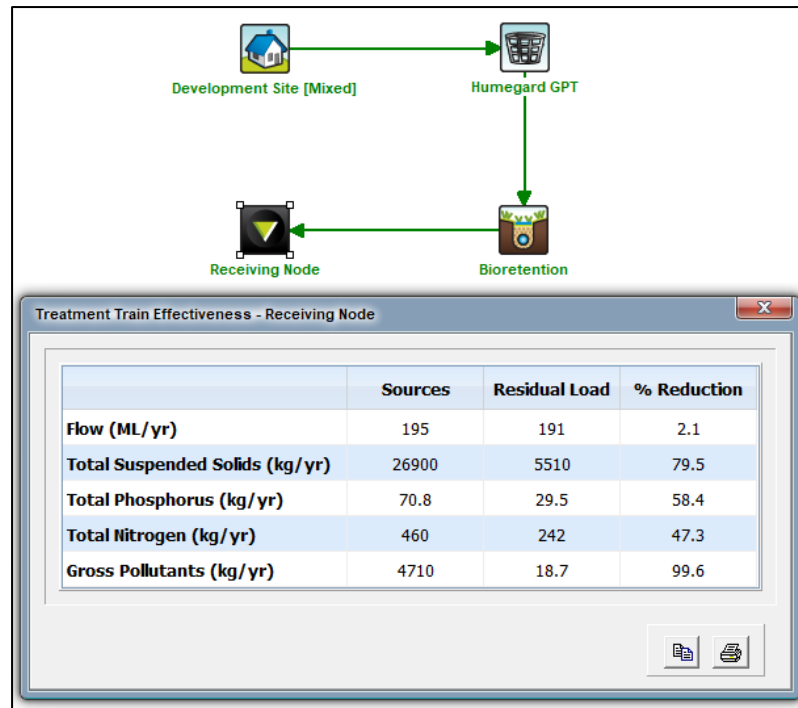 Development Site [Mixed]
Humegard GPT
Receiving Node
Bioretention
Treatment Train Effectiveness - Receiving Node
x
Sources Residual Load % Reduction
Flow (ML/yr) 195 191 2.1
Total Suspended Solids (kg/yr) 26900 5510 79.5
Total Phosphorus (kg/yr) 70.8 29.5 58.4
Total Nitrogen (kg/yr) 460 242 47.3
Gross Pollutants (kg/yr) 4710 18.7 99.6